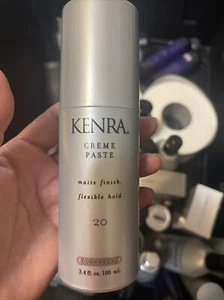 KENRA.
CREME
PASTE
matte finish,
flexible hold
20
3.4 fl. oz. 100 mL